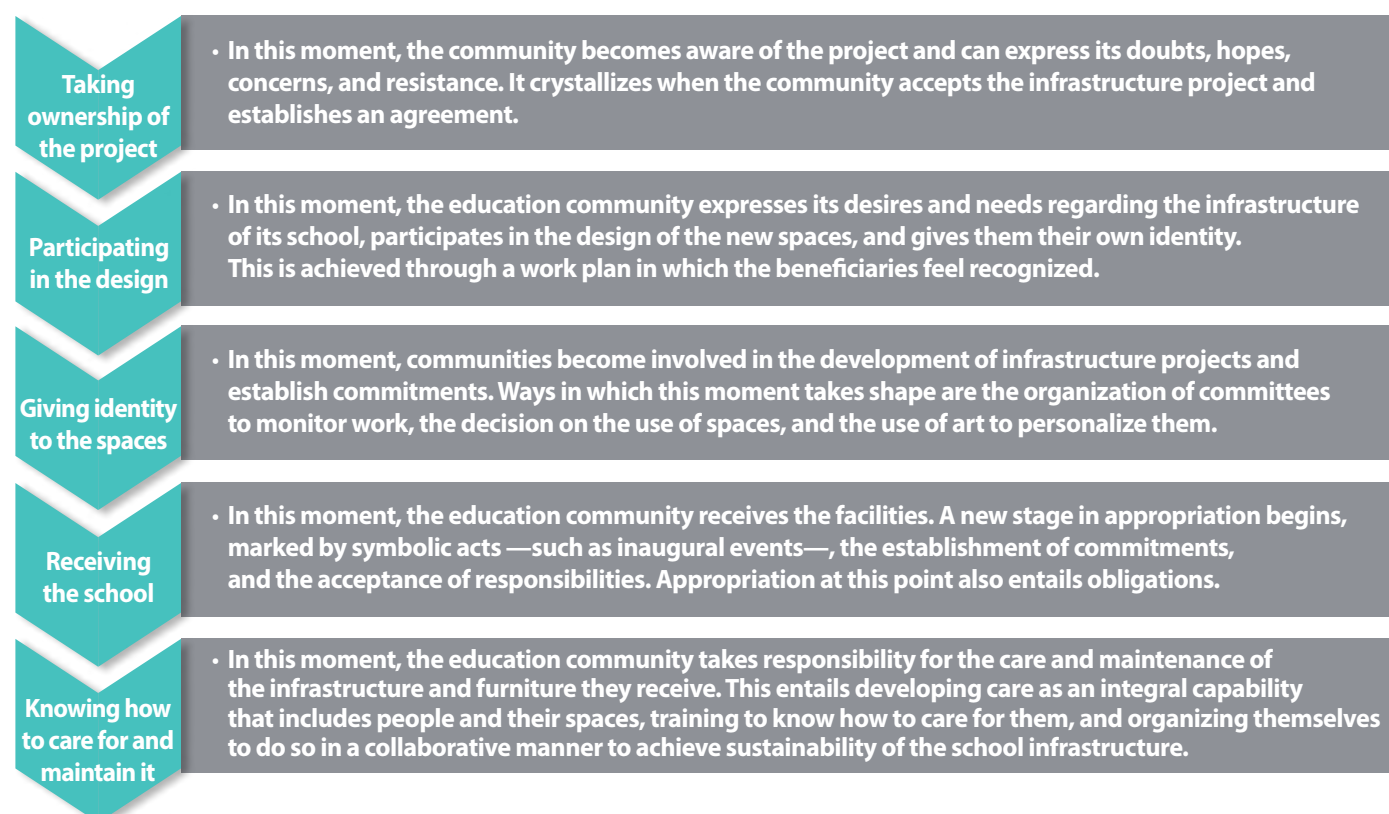 Taking
ownership of
the project
• In this moment, the community becomes aware of the project and can express its doubts, hopes,
concerns, and resistance. It crystallizes when the community accepts the infrastructure project and
establishes an agreement.
Participating
in the design
• In this moment, the education community expresses its desires and needs regarding the infrastructure
of its school, participates in the design of the new spaces, and gives them their own identity.
This is achieved through a work plan in which the beneficiaries feel recognized.
Giving identity
to the spaces
• In this moment, communities become involved in the development of infrastructure projects and
establish commitments. Ways in which this moment takes shape are the organization of committees
to monitor work, the decision on the use of spaces, and the use of art to personalize them.
Receiving
the school
• In this moment, the education community receives the facilities. A new stage in appropriation begins,
marked by symbolic acts —such as inaugural events—, the establishment of commitments,
and the acceptance of responsibilities. Appropriation at this point also entails obligations.
Knowing how
to care for and
maintain it
• In this moment, the education community takes responsibility for the care and maintenance of
the infrastructure and furniture they receive. This entails developing care as an integral capability
that includes people and their spaces, training to know how to care for them, and organizing themselves
to do so in a collaborative manner to achieve sustainability of the school infrastructure.